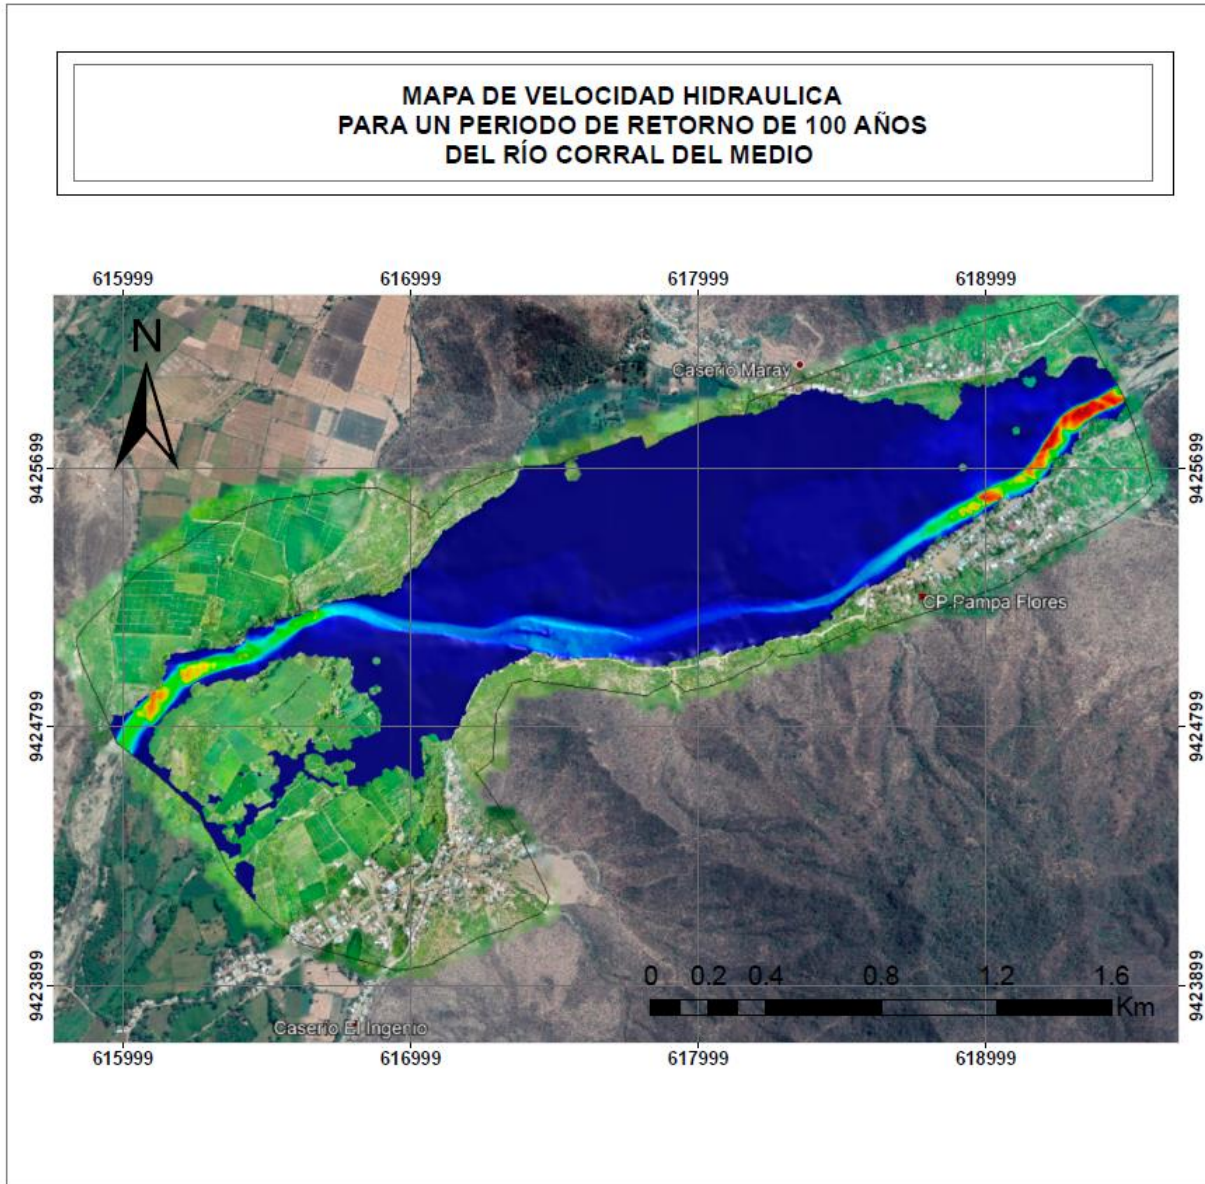 MAPA DE VELOCIDAD HIDRAULICA
PARA UN PERIODO DE RETORNO DE 100 AÑOS
DEL RÍO CORRAL DEL MEDIO
615999 616999 617999 618999
N
Caserio Maray
9425699 9425699
CP Pampa Flores
9424799 9424799
0 0.2 0.4 0.8 1.2 1.6
Km
9423899 9423899
Caserio El Ingenio
615999 616999 617999 618999